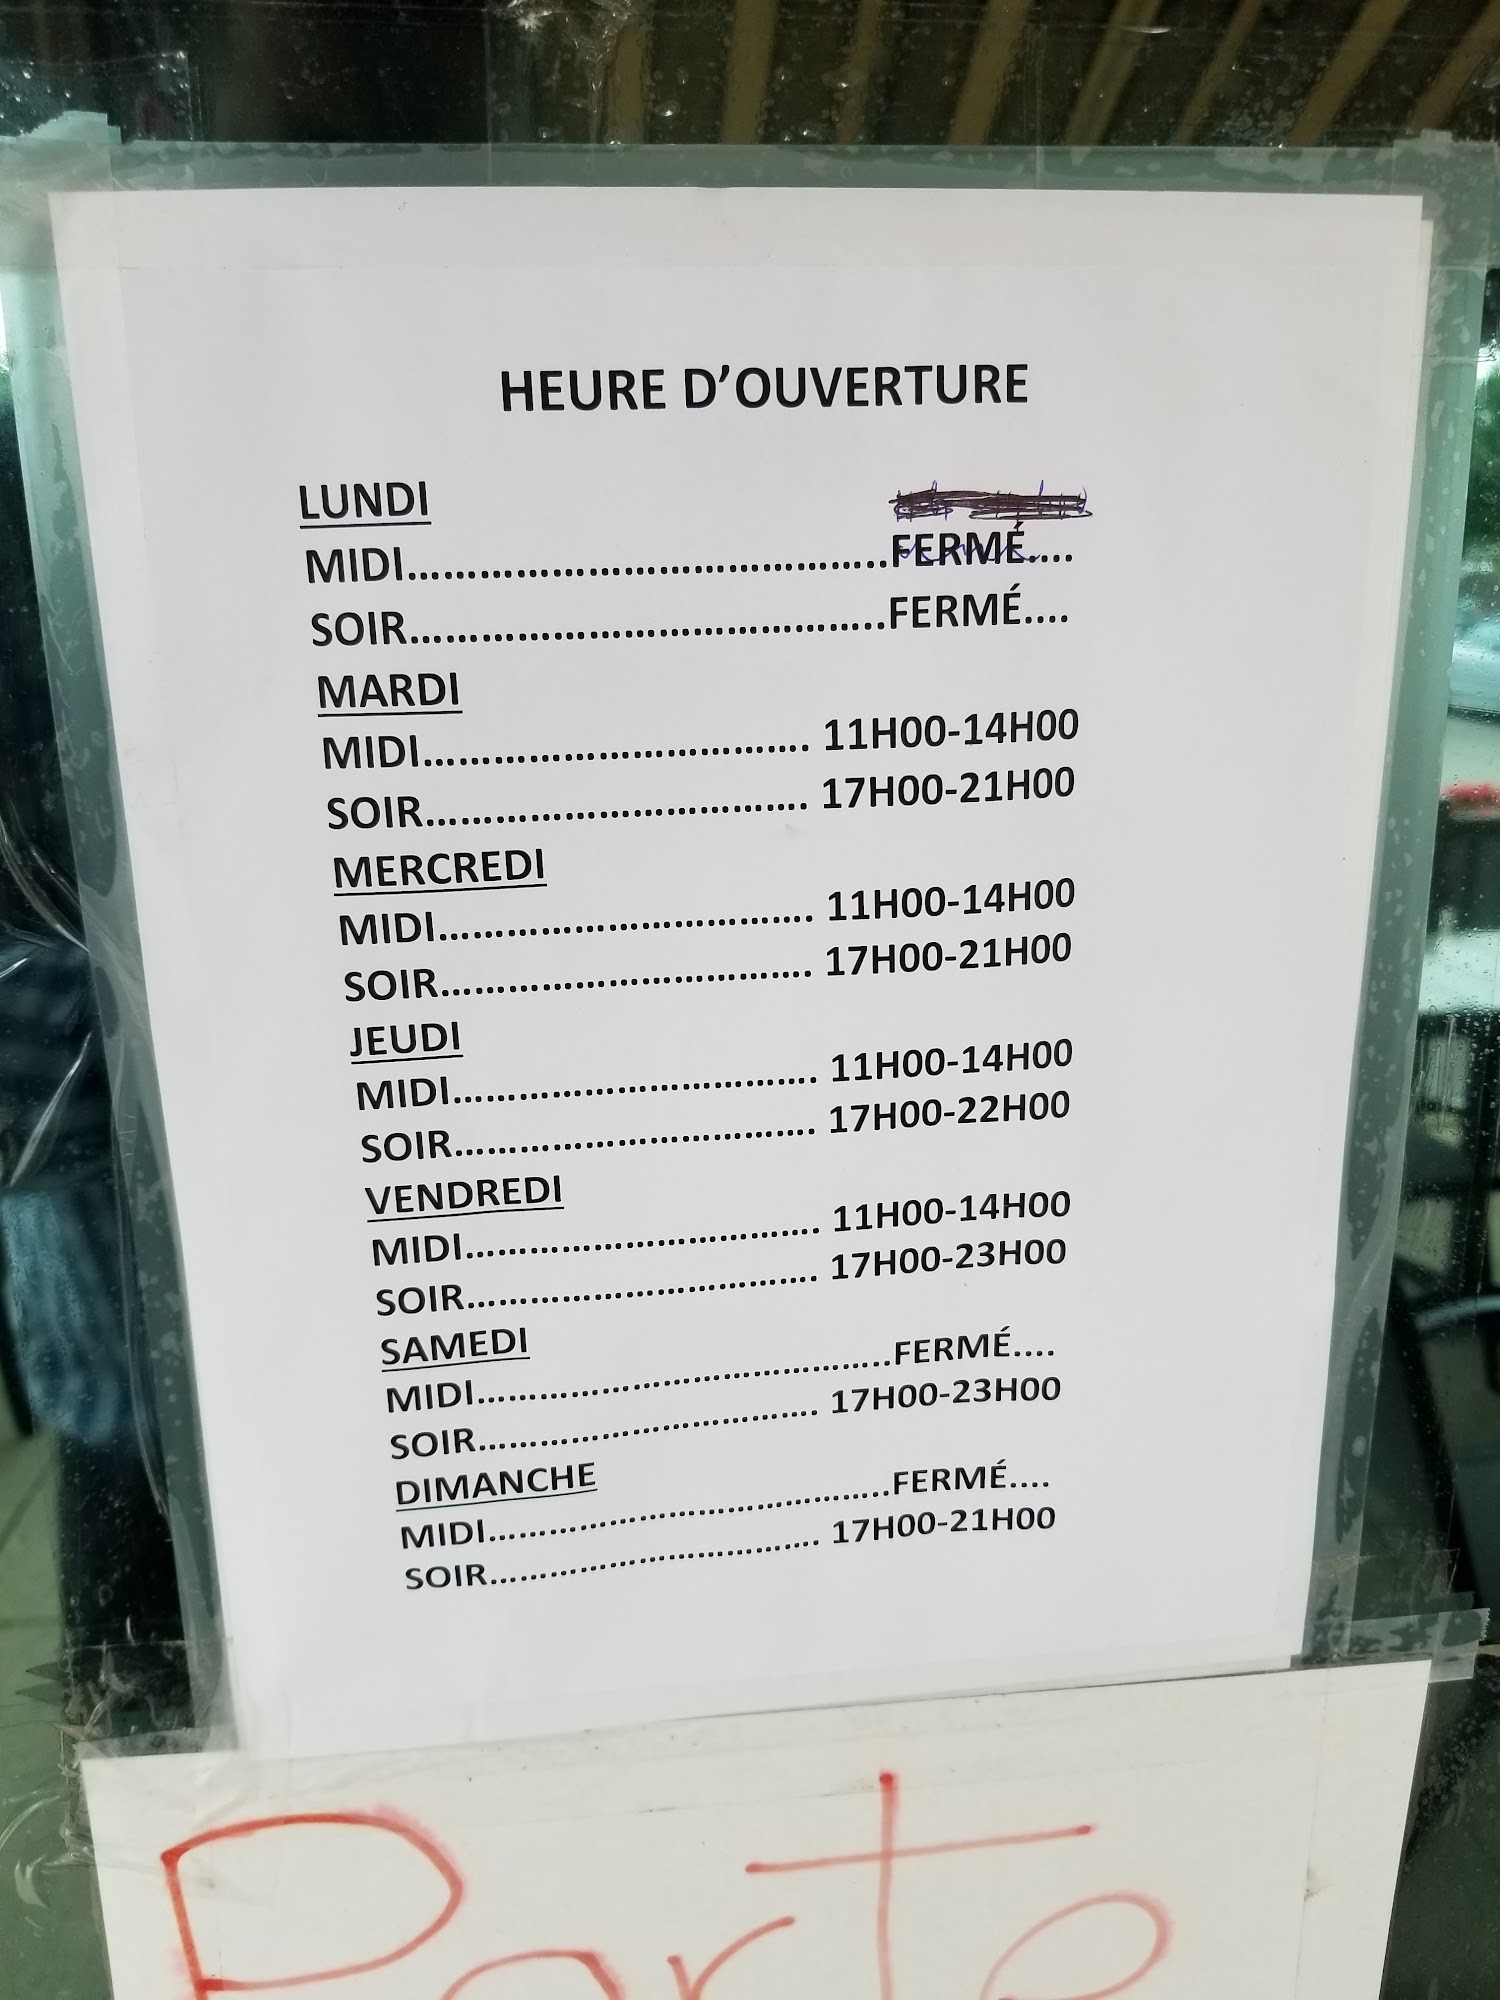 HEURE D'OUVERTURE
LUNDI
MIDI.............................................FERMÉ....
SOIR.............................................FERMÉ....
MARDI
MIDI.................................... 11H00-14H00
SOIR.................................... 17H00-21H00
MERCREDI
MIDI.................................... 11H00-14H00
SOIR.................................... 17H00-21H00
JEUDI
MIDI.................................... 11H00-14H00
SOIR.................................... 17H00-22H00
VENDREDI
MIDI.................................... 11H00-14H00
SOIR.................................... 17H00-23H00
SAMEDI
MIDI.............................................FERMÉ....
SOIR.................................... 17H00-23H00
DIMANCHE
MIDI.............................................FERMÉ....
SOIR.................................... 17H00-21H00
Porte